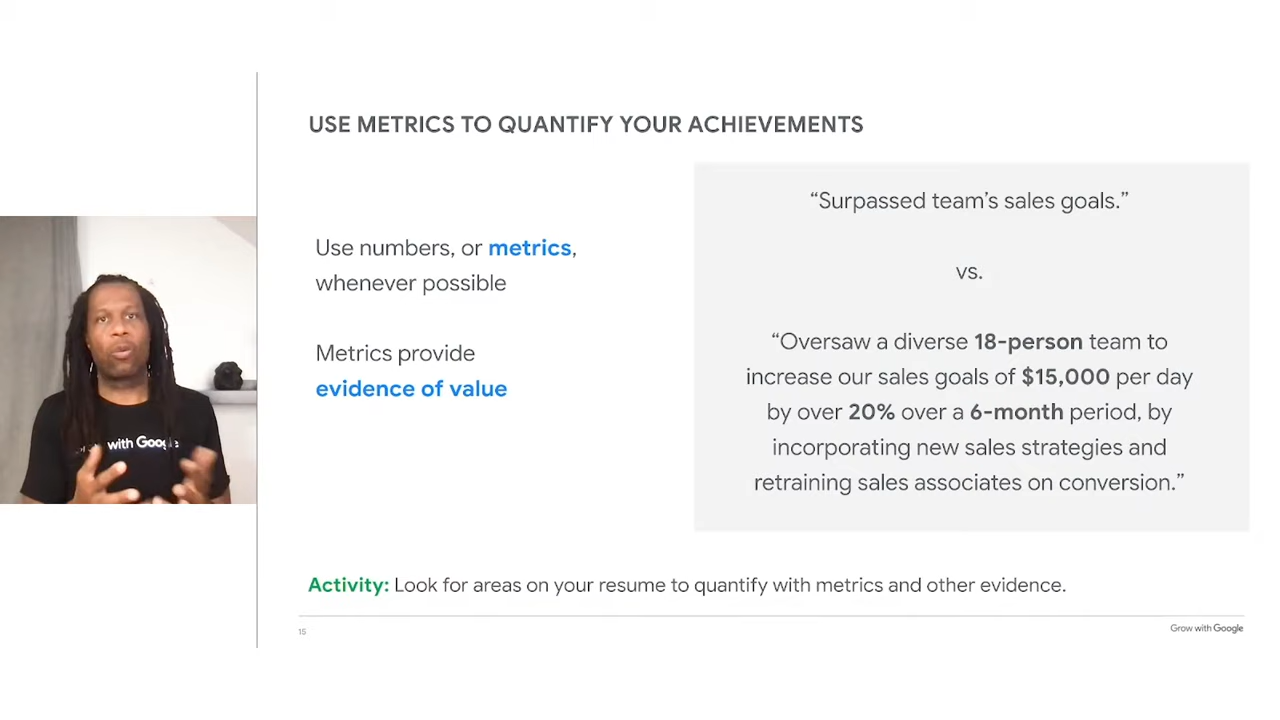 USE METRICS TO QUANTIFY YOUR ACHIEVEMENTS
Use numbers, or metrics,
whenever possible
Metrics provide
evidence of value
“Surpassed team’s sales goals.”
vs.
“Oversaw a diverse 18-person team to
increase our sales goals of $15,000 per day
by over 20% over a 6-month period, by
incorporating new sales strategies and
retraining sales associates on conversion.”
with Google
Activity: Look for areas on your resume to quantify with metrics and other evidence.
15
Grow with Google